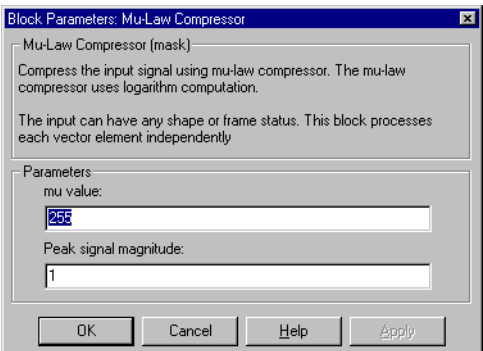 Block Parameters: Mu-Law Compressor
Mu-Law Compressor (mask)
Compress the input signal using mu-law compressor. The mu-law
compressor uses logarithm computation.
The input can have any shape or frame status. This block processes
each vector element independently
Parameters
mu value:
255
Peak signal magnitude:
1
OK Cancel Help Apply